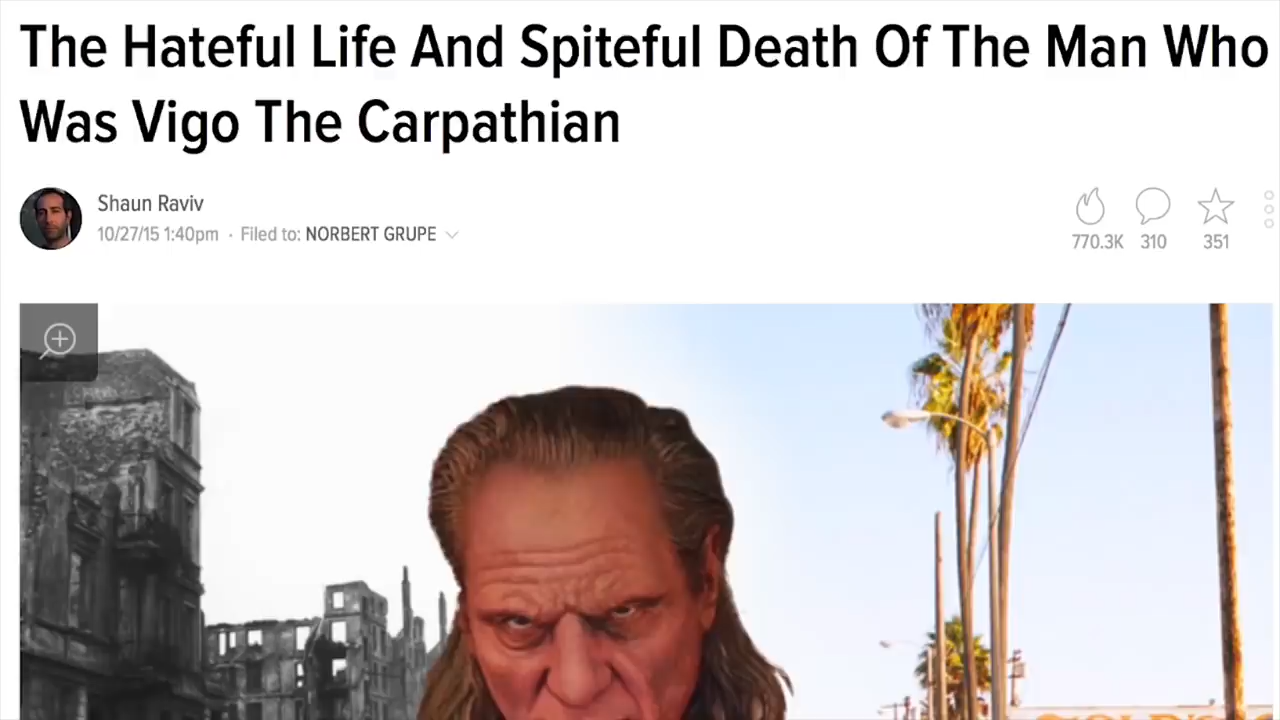 The Hateful Life And Spiteful Death Of The Man Who
Was Vigo The Carpathian
Shaun Raviv
10/27/15 1:40pm · Filed to: NORBERT GRUPE
770.3K 310 351